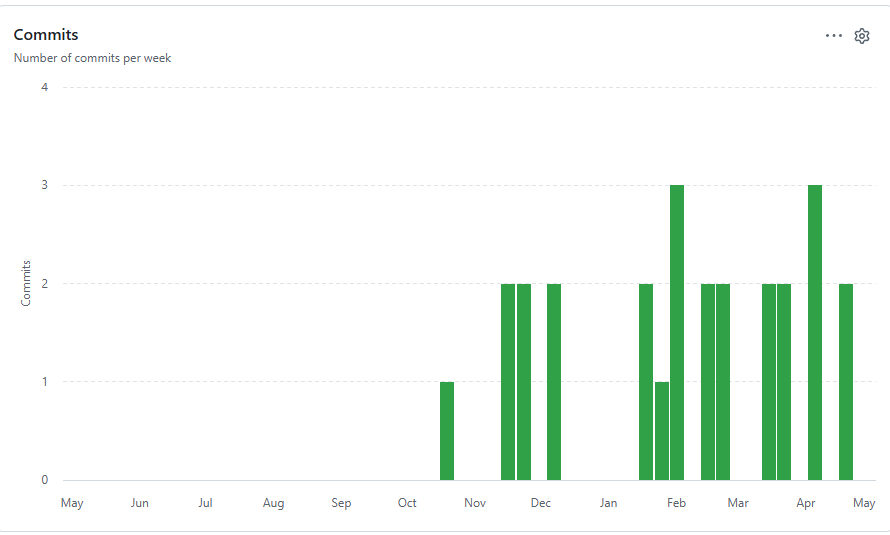 Commits
Number of commits per week
4
3
2
1
0
Commits
May Jun Jul Aug Sep Oct Nov Dec Jan Feb Mar Apr May